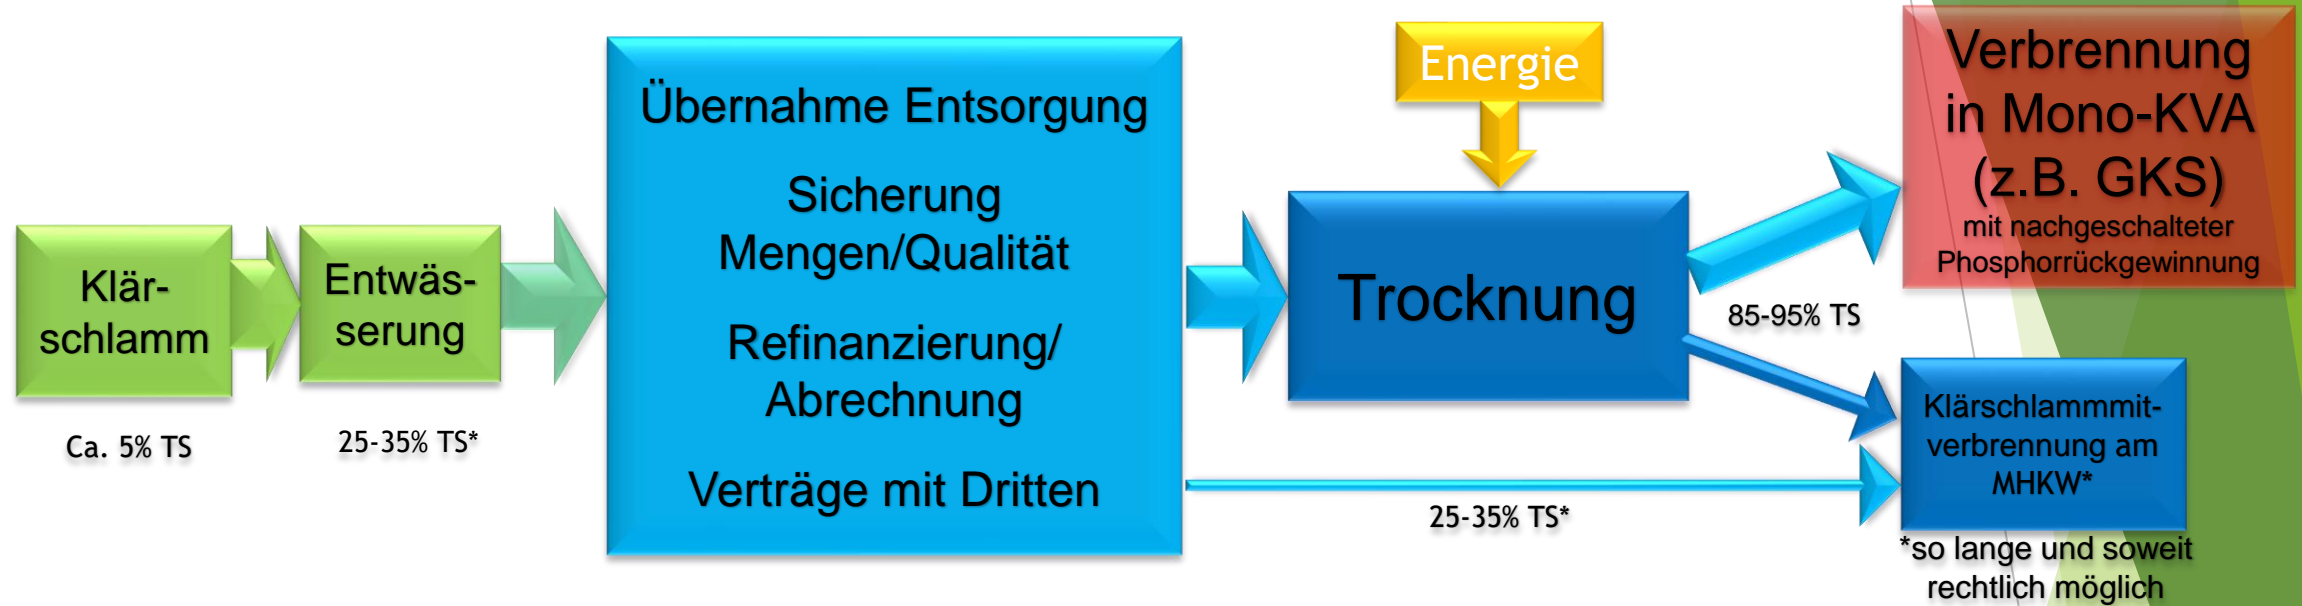 Klär-
schlamm
Ca. 5% TS
Entwäs-
serung
25-35% TS*
Übernahme Entsorgung
Sicherung
Mengen/Qualität
Refinanzierung/
Abrechnung
Verträge mit Dritten
Energie
Trocknung
85-95% TS
25-35% TS*
Verbrennung
in Mono-KVA
(z.B. GKS)
mit nachgeschalteter
Phosphorrückgewinnung
Klärschlammmit-
verbrennung am
MHKW*
*so lange und soweit
rechtlich möglich